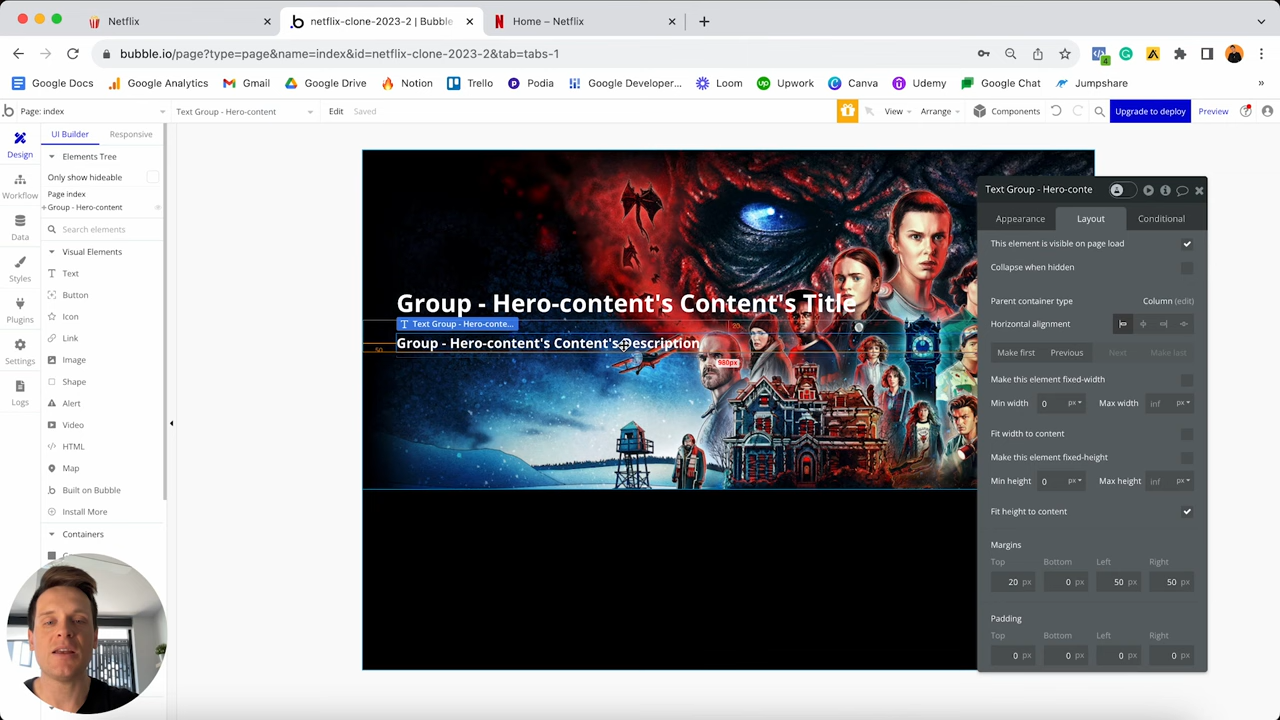 Netflix
netflix-clone-2023-2 | Bubble
Home – Netflix
bubble.io/page?type=page&name=index&id=netflix-clone-2023-2&tab=tabs-1
4
Google Docs
Google Analytics
Gmail
Google Drive
Notion
Trello
Podia
Google Developer...
Loom
Upwork
Canva
Udemy
Google Chat
Jumpshare
»
Page: index
Text Group - Hero-content
Edit
Saved
View
Arrange
Components
Upgrade to deploy
Preview
Design
Workflow
Data
Styles
Plugins
Settings
Logs
UI Builder
Responsive
Elements Tree
Only show hideable
Page index
Group - Hero-content
Search elements
Visual Elements
Text
Button
Icon
Link
Image
Shape
Alert
Video
HTML
Map
Built on Bubble
Install More
Containers
Group - Hero-content's Content's Title
Text Group - Hero-conte...
20
Group - Hero-content's Content's Description
50
980px
Text Group - Hero-conte
Appearance
Layout
Conditional
This element is visible on page load
Collapse when hidden
Parent container type
Column (edit)
Horizontal alignment
Make first
Previous
Next
Make last
Make this element fixed-width
Min width
0
px
Max width
inf
px
Fit width to content
Make this element fixed-height
Min height
0
px
Max height
inf
px
Fit height to content
Margins
Top
Bottom
Left
Right
20 px
0 px
50 px
50 px
Padding
Top
Bottom
Left
Right
0 px
0 px
0 px
0 px